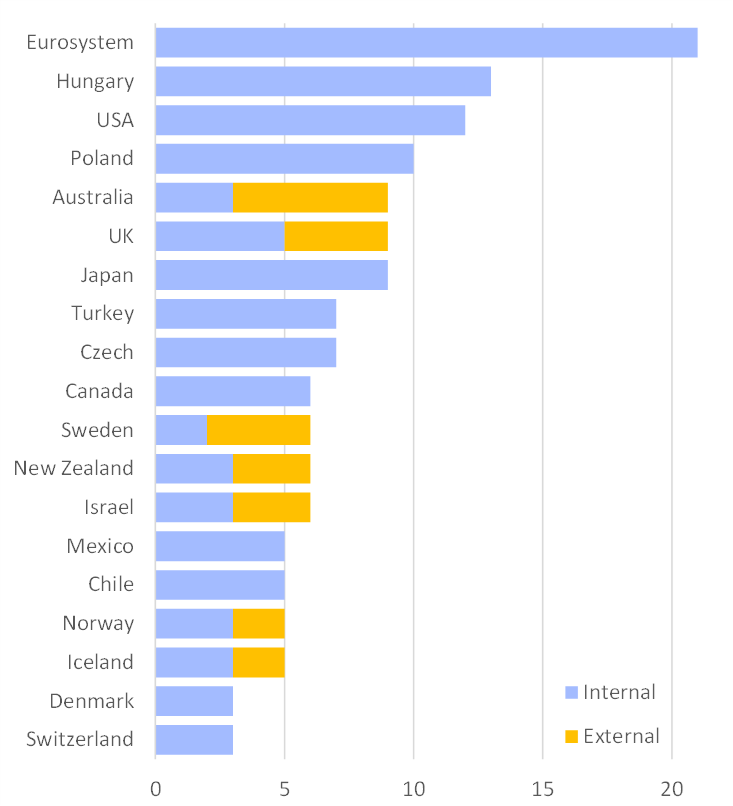 Eurosystem
Hungary
USA
Poland
Australia
UK
Japan
Turkey
Czech
Canada
Sweden
New Zealand
Israel
Mexico
Chile
Norway
Iceland
Denmark
Switzerland
Internal
External
0 5 10 15 20